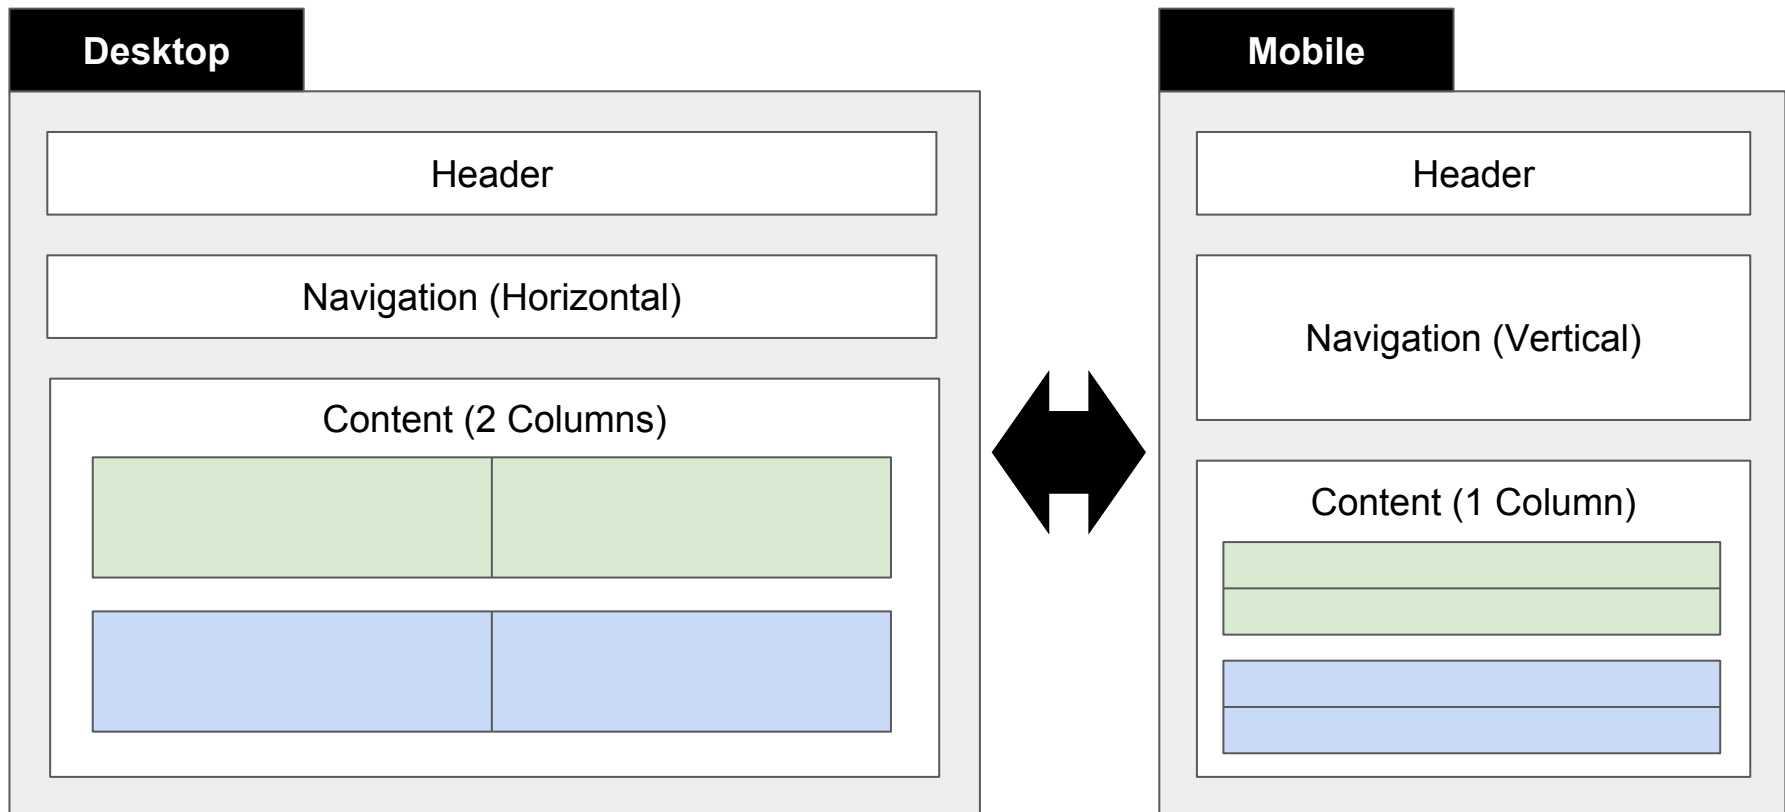 Desktop
Header
Navigation (Horizontal)
Content (2 Columns)
Mobile
Header
Navigation (Vertical)
Content (1 Column)